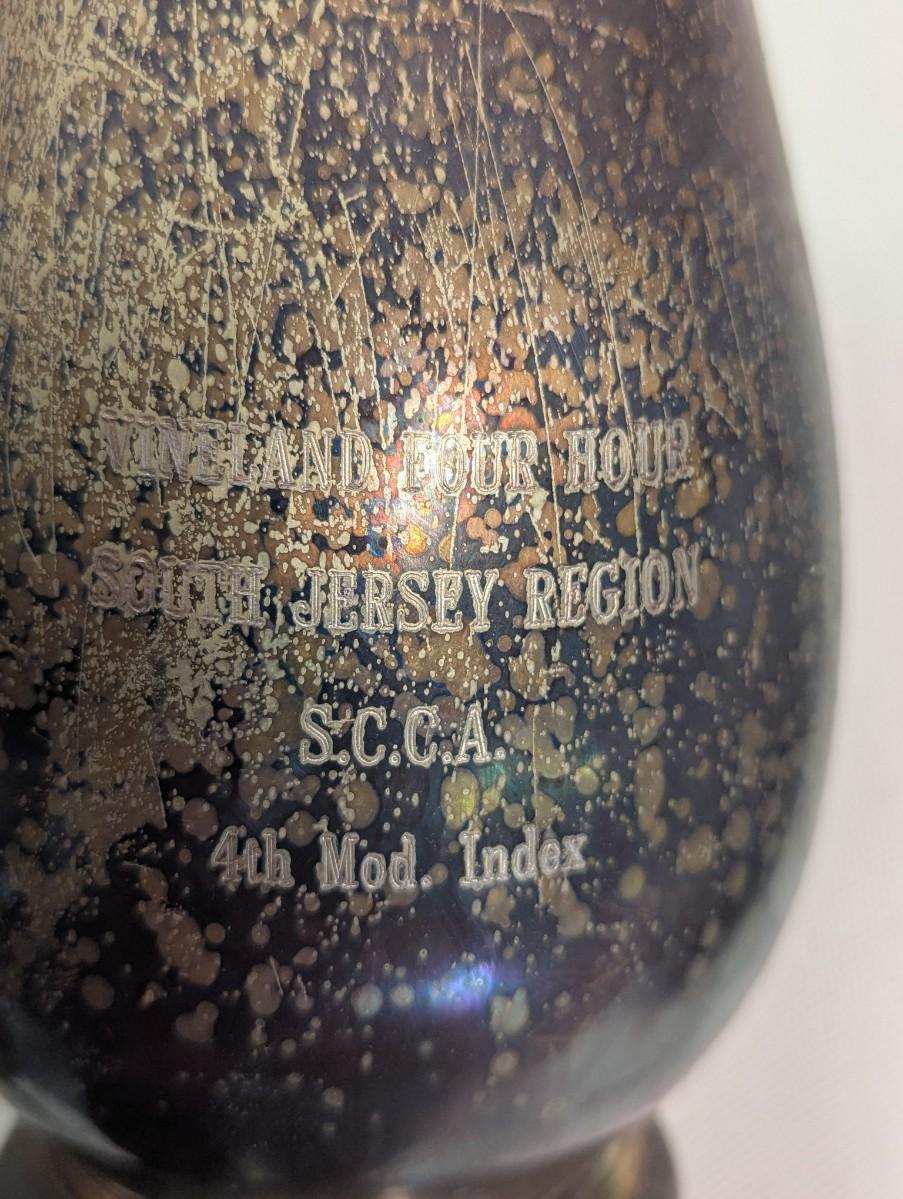 VINELAND FOUR HOUR
SOUTH JERSEY REGION
S.C.C.A.
4th Mod. Index